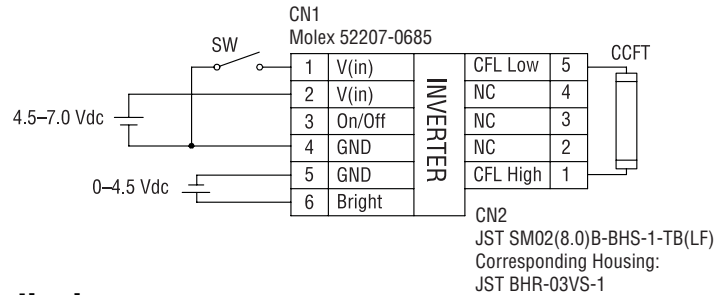 CN1
Molex 52207-0685
SW
4.5–7.0 Vdc
0–4.5 Vdc
1 V(in)
2 V(in)
3 On/Off
4 GND
5 GND
6 Bright
INVERTER
CFL Low 5
NC 4
NC 3
NC 2
CFL High 1
CCFT
CN2
JST SM02(8.0)B-BHS-1-TB(LF)
Corresponding Housing:
JST BHR-03VS-1